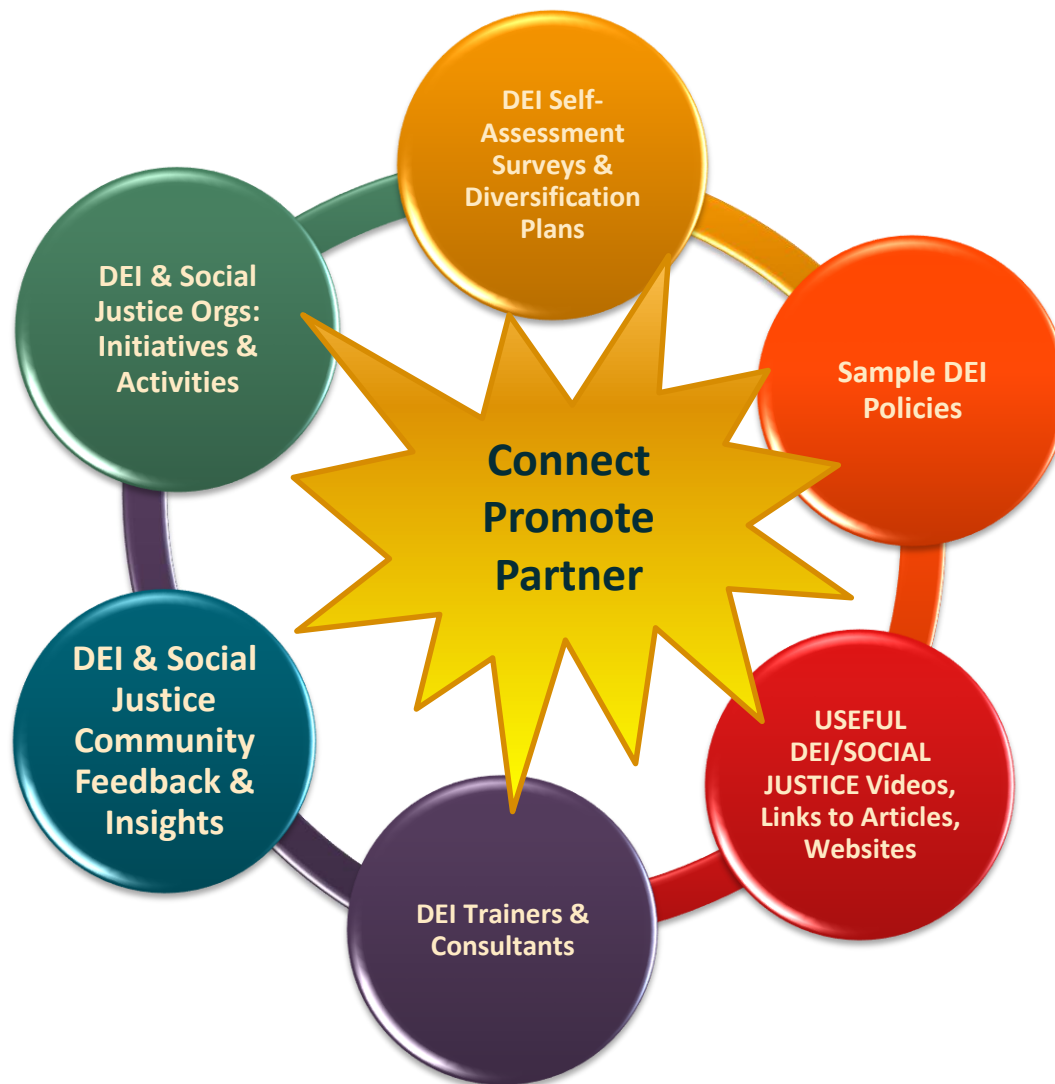 DEI Self-
Assessment
Surveys &
Diversification
Plans
Sample DEI
Policies
USEFUL
DEI/SOCIAL
JUSTICE Videos,
Links to Articles,
Websites
DEI Trainers &
Consultants
DEI & Social
Justice
Community
Feedback &
Insights
DEI & Social
Justice Orgs:
Initiatives &
Activities
Connect
Promote
Partner